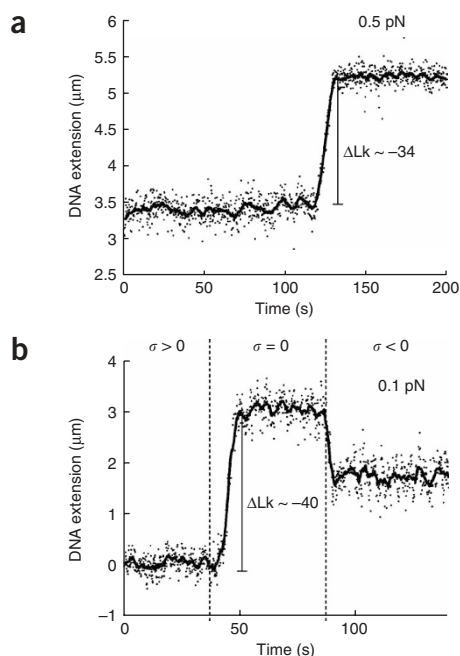 a
0.5 pN
6
5.5
5
4.5
4
3.5
3
2.5
DNA extension (μm)
ΔLk ~ −34
0 50 100 150 200
Time (s)
b
σ > 0 σ = 0 σ < 0
0.1 pN
4
3
2
1
0
−1
DNA extension (μm)
ΔLk ~ −40
0 50 100
Time (s)